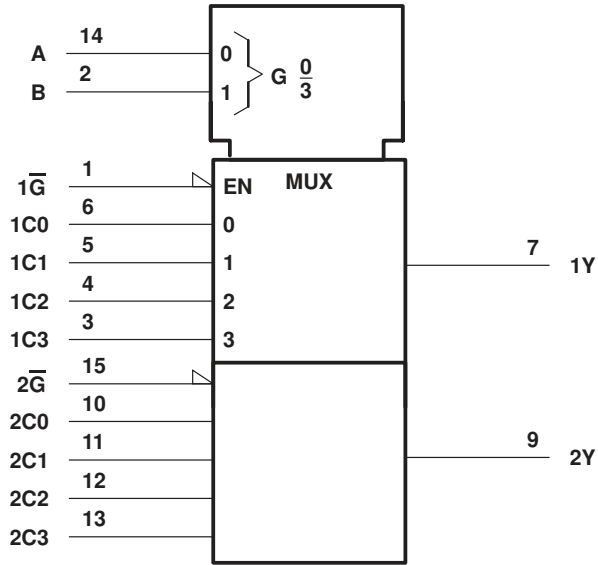 A 14 0
G 0/3
B 2 1
1G̅ 1 EN MUX
1C0 6 0
1C1 5 1
7 1Y
1C2 4 2
1C3 3 3
2G̅ 15
2C0 10
2C1 11
9 2Y
2C2 12
2C3 13